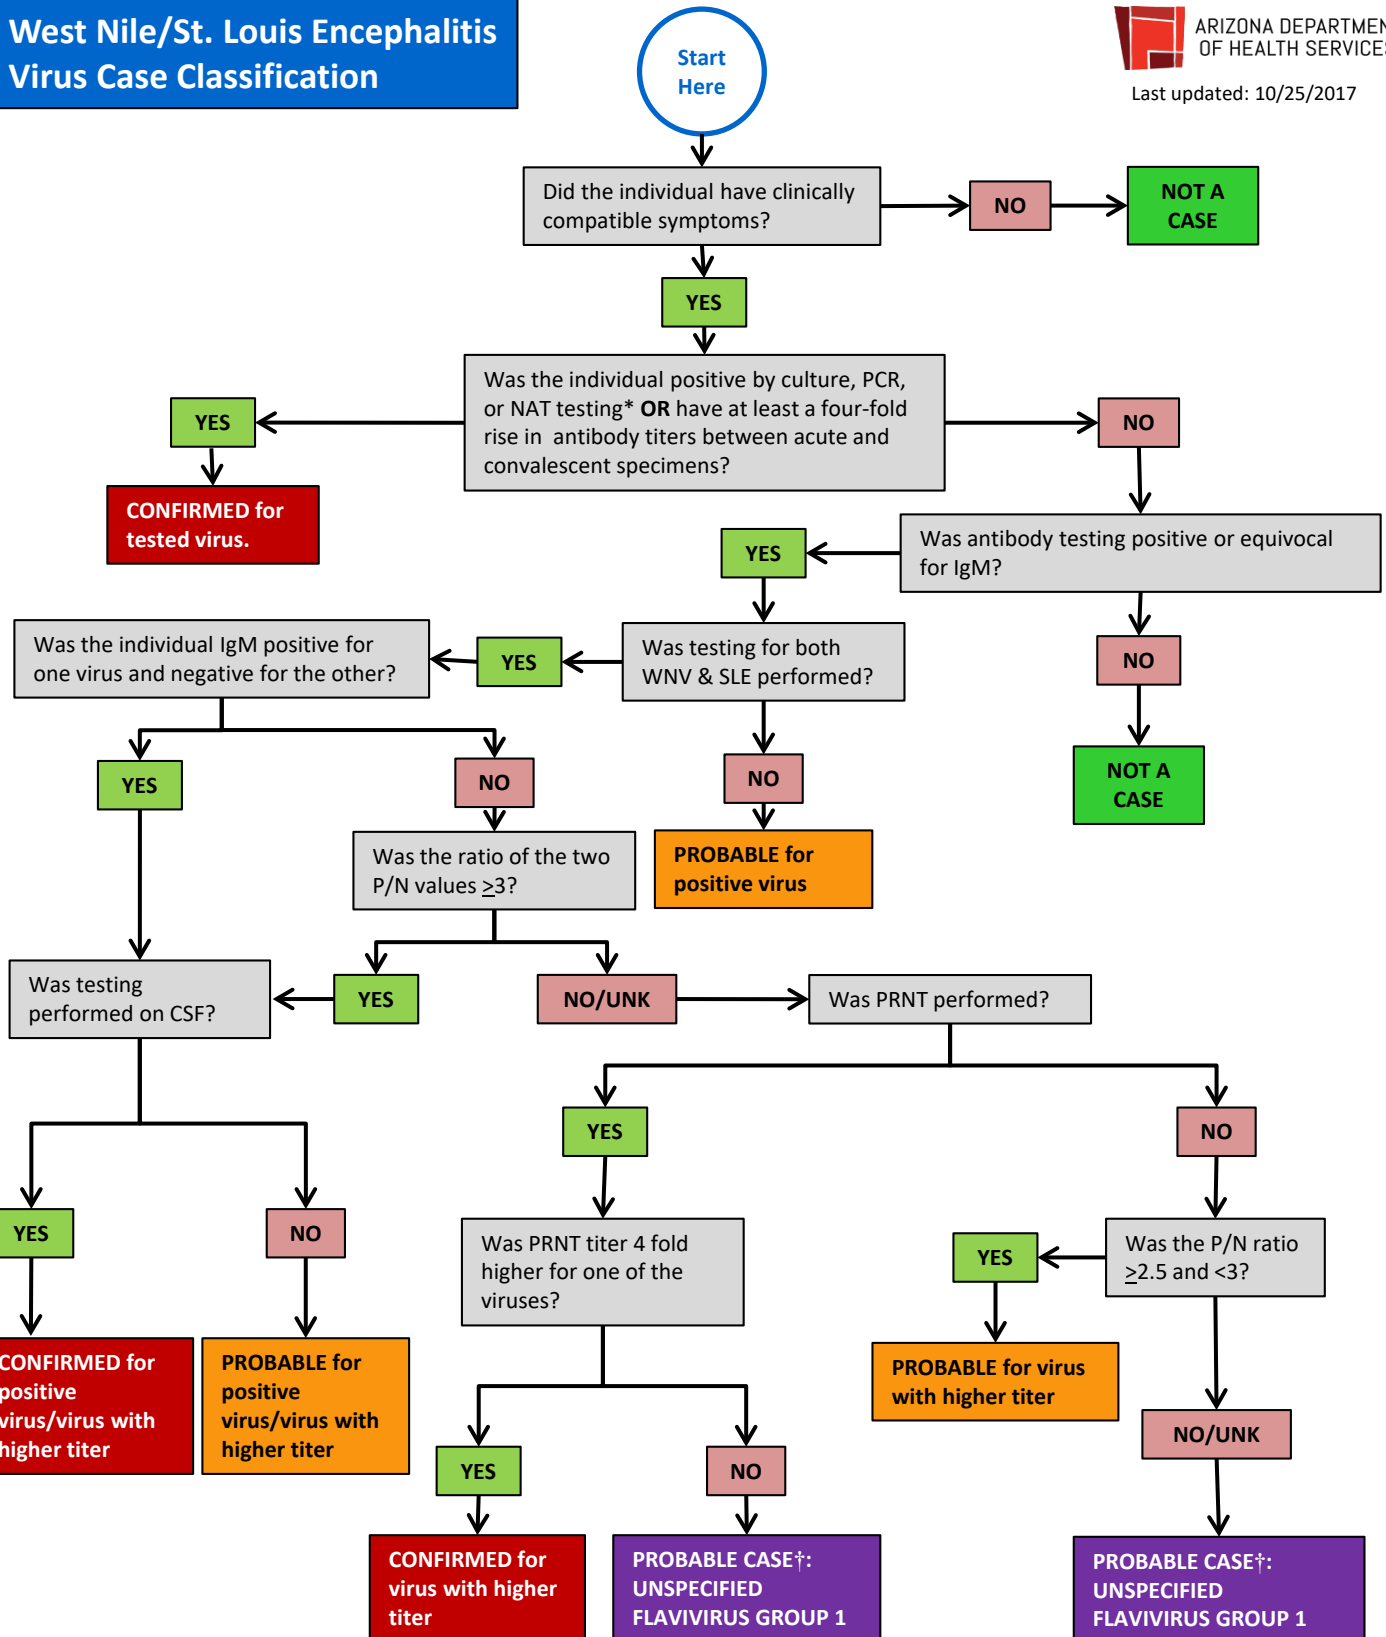 West Nile/St. Louis Encephalitis
Virus Case Classification
Start
Here
ARIZONA DEPARTMEN
OF HEALTH SERVICES
Last updated: 10/25/2017
Did the individual have clinically
compatible symptoms?
NO
NOT A
CASE
YES
Was the individual positive by culture, PCR,
or NAT testing* OR have at least a four-fold
rise in antibody titers between acute and
convalescent specimens?
YES
NO
CONFIRMED for
tested virus.
Was antibody testing positive or equivocal
for IgM?
YES
NO
NOT A
CASE
Was testing for both
WNV & SLE performed?
YES
NO
PROBABLE for
positive virus
Was the individual IgM positive for
one virus and negative for the other?
YES
NO
Was the ratio of the two
P/N values ≥3?
YES
NO/UNK
Was testing
performed on CSF?
Was PRNT performed?
YES
NO
YES
NO
CONFIRMED for
positive
virus/virus with
higher titer
PROBABLE for
positive
virus/virus with
higher titer
Was PRNT titer 4 fold
higher for one of the
viruses?
Was the P/N ratio
≥2.5 and <3?
YES
PROBABLE for virus
with higher titer
NO/UNK
YES
NO
CONFIRMED for
virus with higher
titer
PROBABLE CASE†:
UNSPECIFIED
FLAVIVIRUS GROUP 1
PROBABLE CASE†:
UNSPECIFIED
FLAVIVIRUS GROUP 1